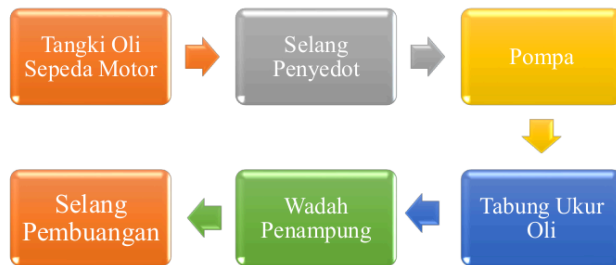 Tangki Oli
Sepeda Motor
Selang
Penyedot
Pompa
Tabung Ukur
Oli
Wadah
Penampung
Selang
Pembuangan